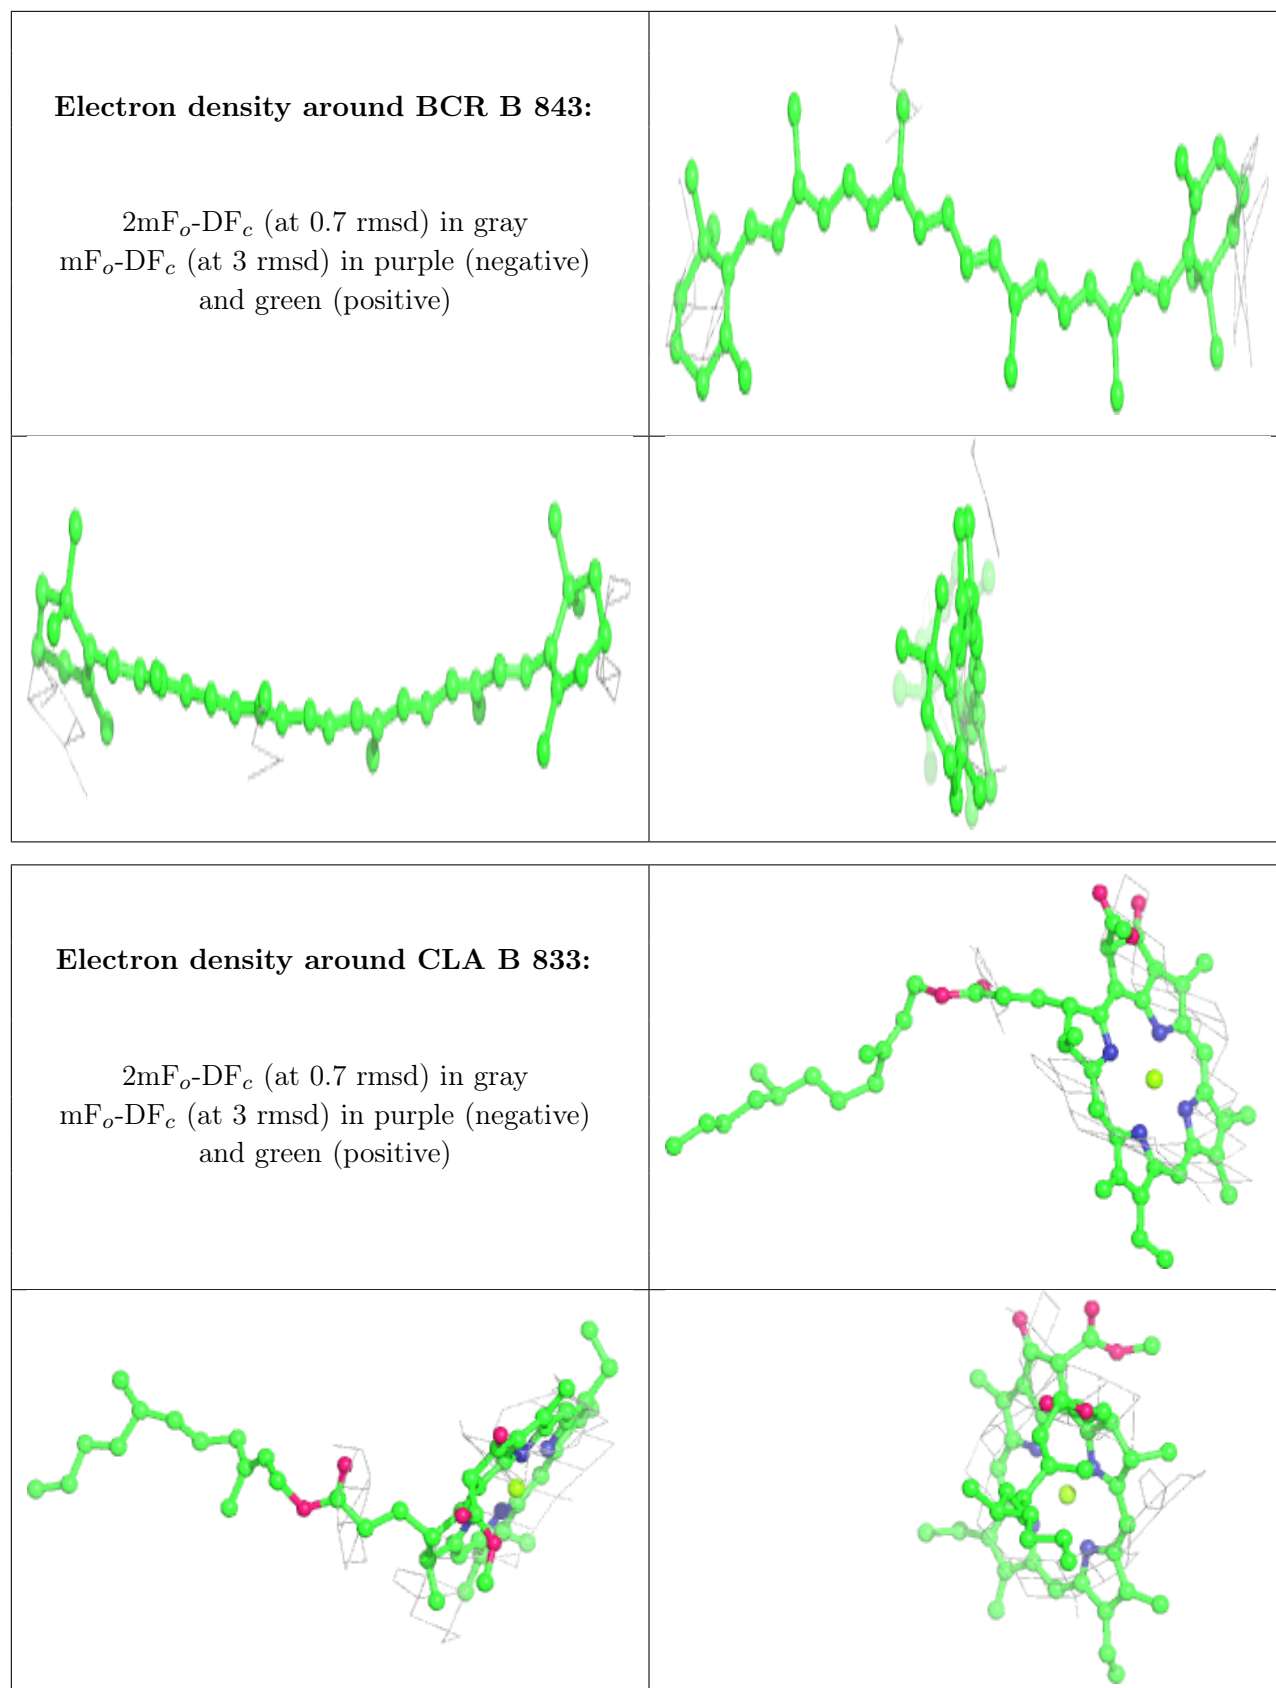 Electron density around BCR B 843:
2mFₒ-DF𝑐 (at 0.7 rmsd) in gray
mFₒ-DF𝑐 (at 3 rmsd) in purple (negative)
and green (positive)
Electron density around CLA B 833:
2mFₒ-DF𝑐 (at 0.7 rmsd) in gray
mFₒ-DF𝑐 (at 3 rmsd) in purple (negative)
and green (positive)